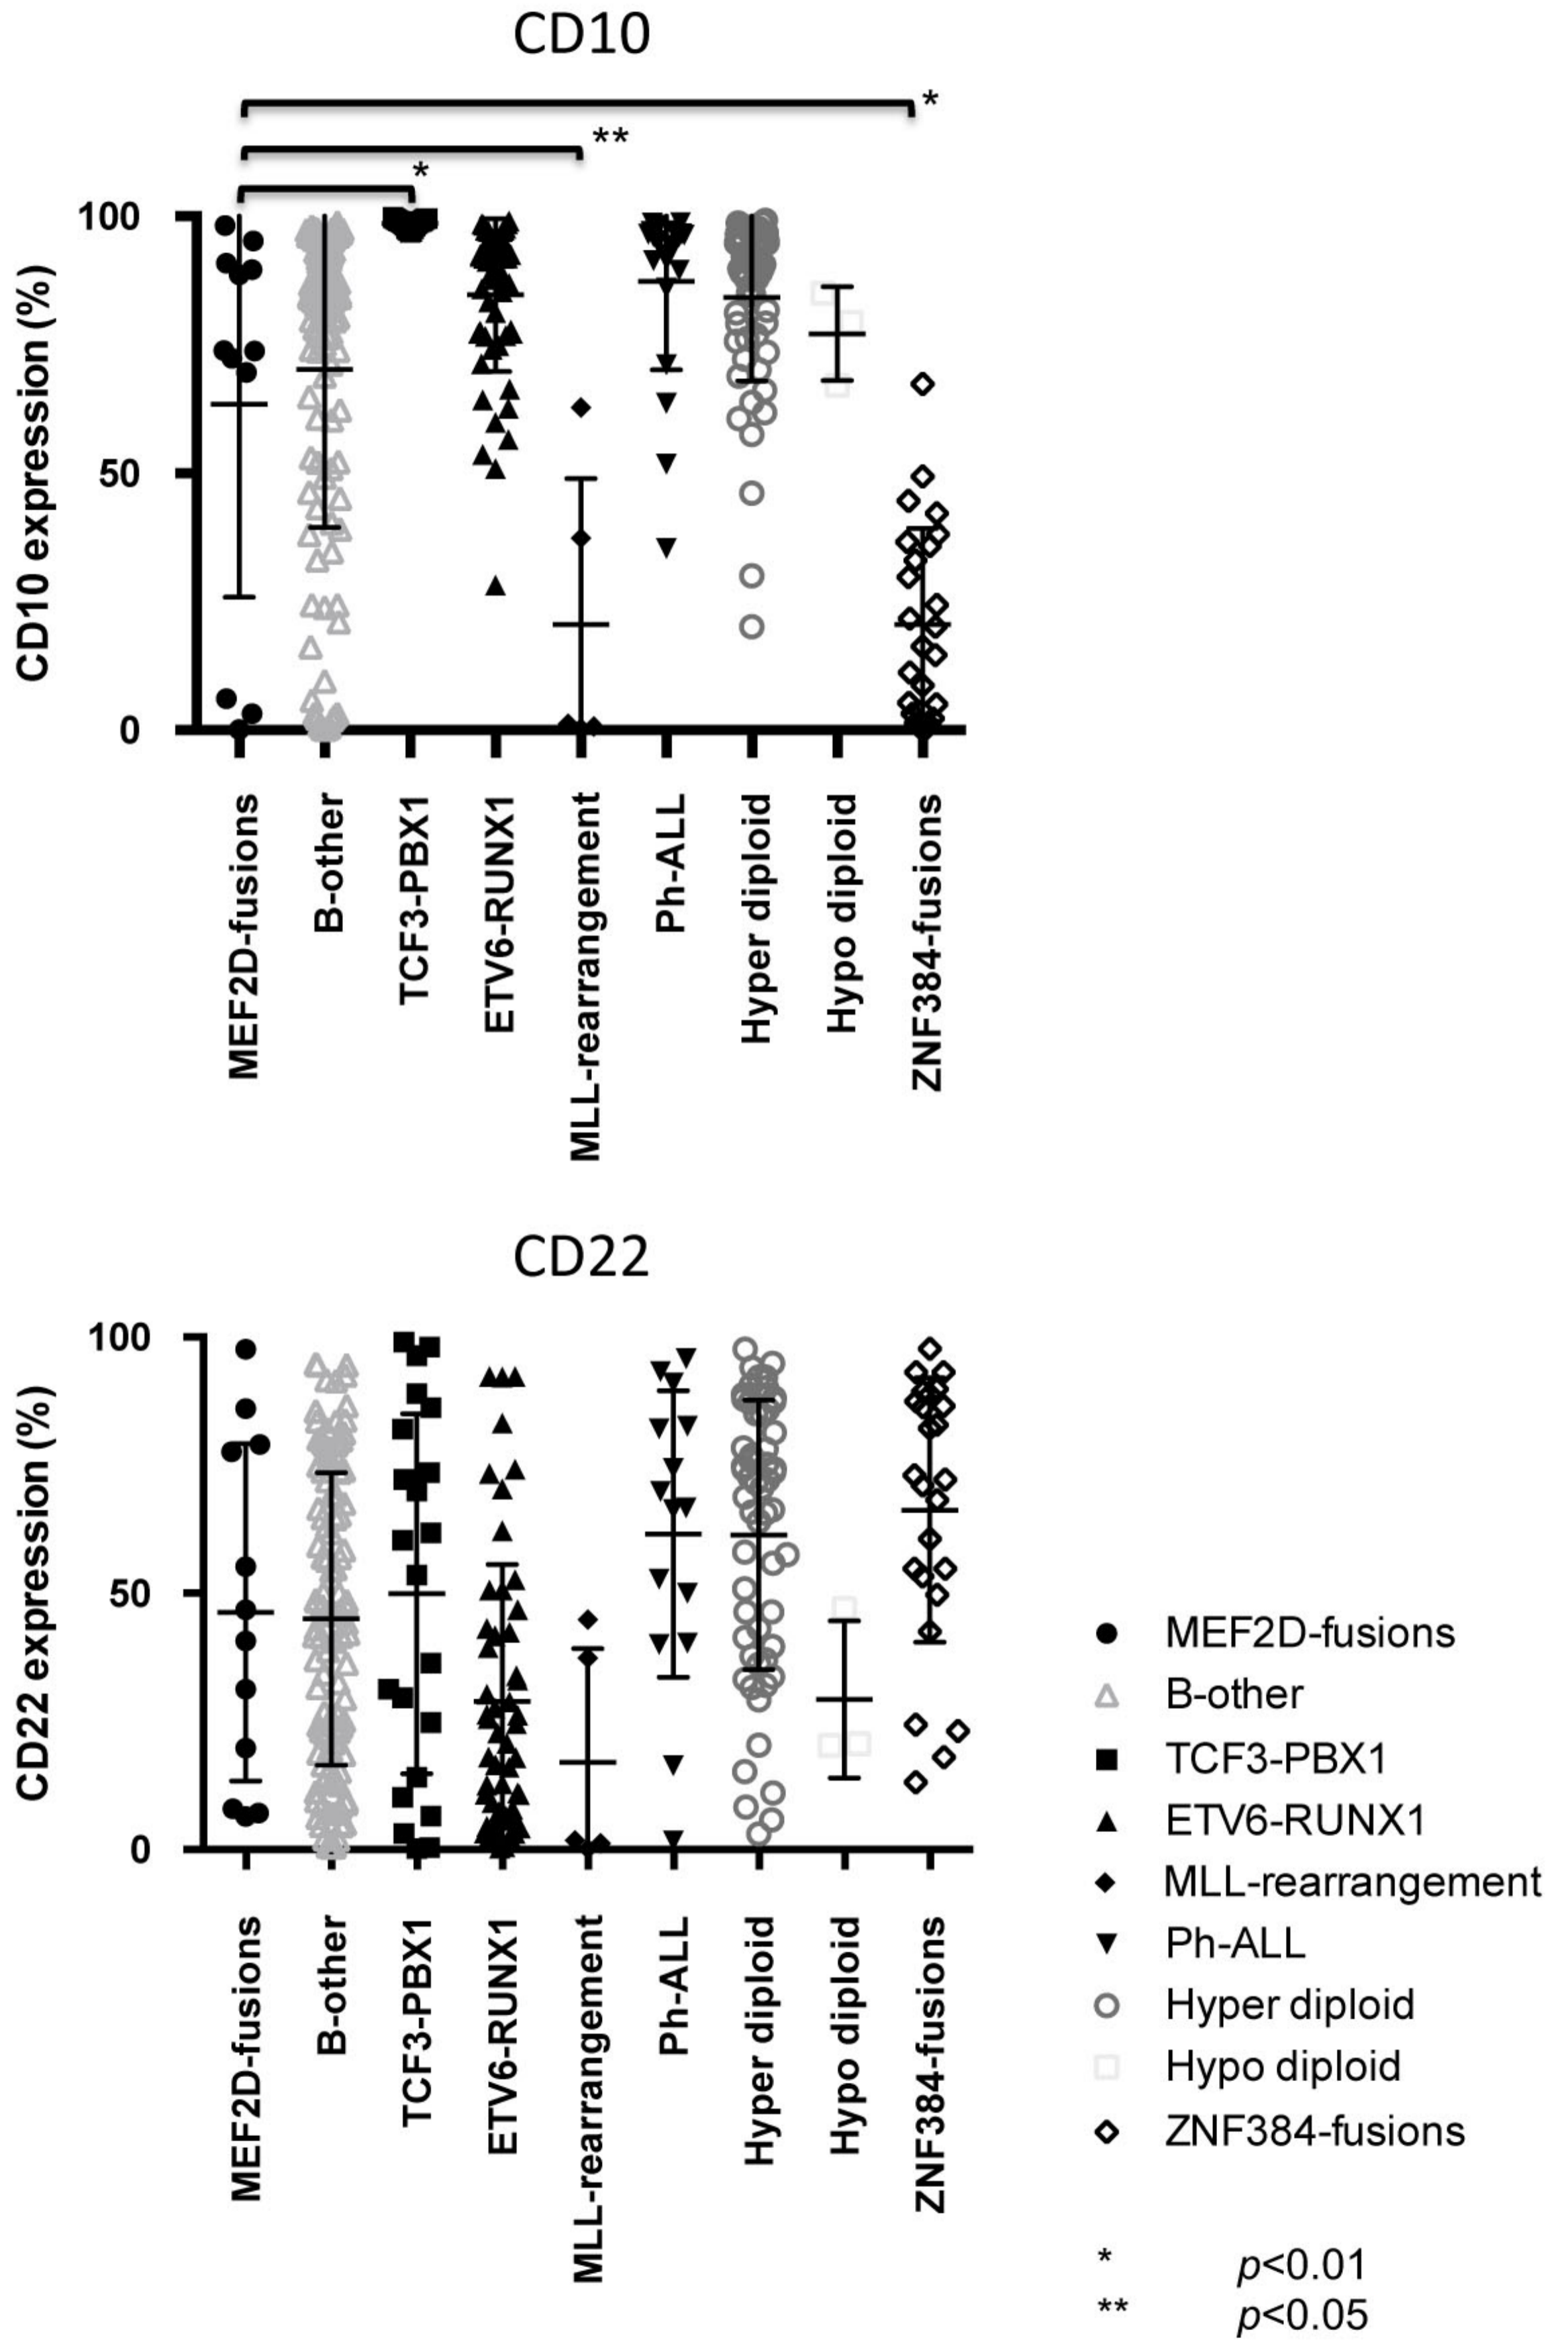 CD10
*
**
*
CD10 expression (%)
100
50
0
MEF2D-fusions
B-other
TCF3-PBX1
ETV6-RUNX1
MLL-rearrangement
Ph-ALL
Hyper diploid
Hypo diploid
ZNF384-fusions
CD22
CD22 expression (%)
100
50
0
MEF2D-fusions
B-other
TCF3-PBX1
ETV6-RUNX1
MLL-rearrangement
Ph-ALL
Hyper diploid
Hypo diploid
ZNF384-fusions
MEF2D-fusions
B-other
TCF3-PBX1
ETV6-RUNX1
MLL-rearrangement
Ph-ALL
Hyper diploid
Hypo diploid
ZNF384-fusions
* p<0.01
** p<0.05